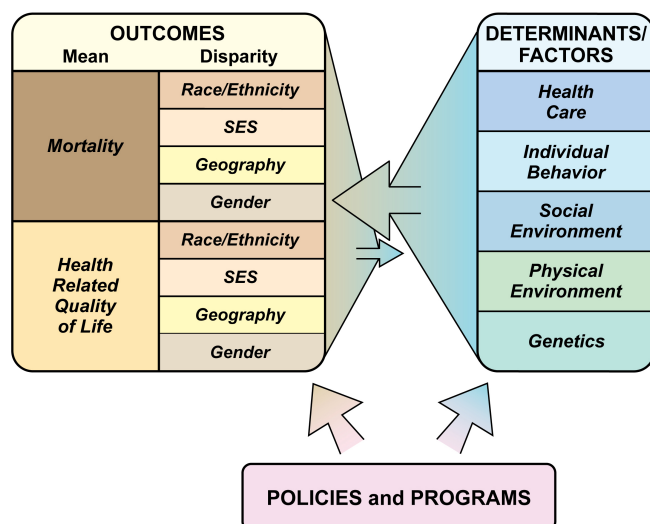 OUTCOMES
Mean Disparity
Mortality
Race/Ethnicity
SES
Geography
Gender
Health
Related
Quality
of Life
Race/Ethnicity
SES
Geography
Gender
DETERMINANTS/
FACTORS
Health
Care
Individual
Behavior
Social
Environment
Physical
Environment
Genetics
POLICIES and PROGRAMS